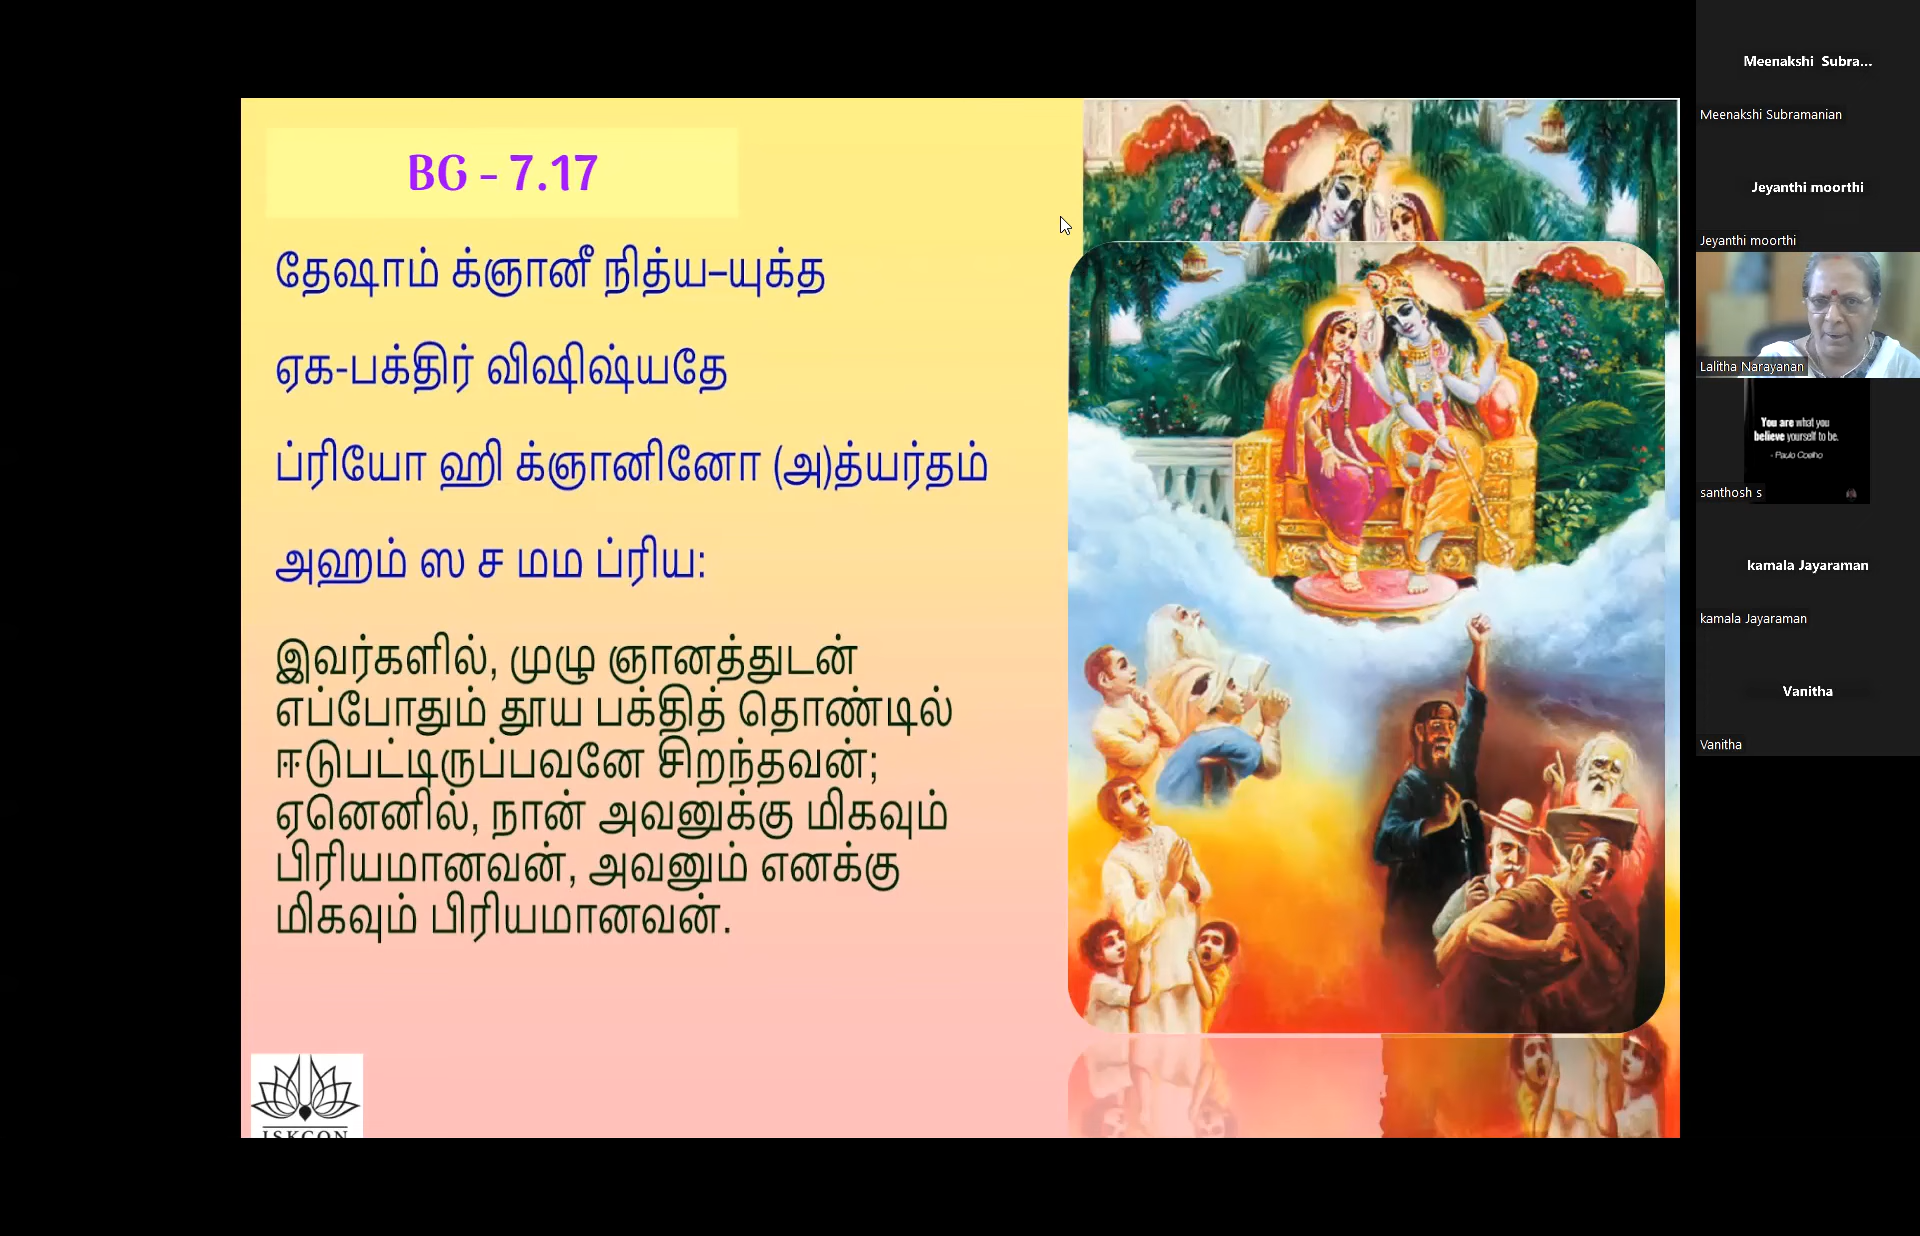 BG – 7.17
தேஷாம் க்ஞானீ நித்ய–யுக்த
ஏக-பக்திர் விஷிஷ்யதே
ப்ரியோ ஹி க்ஞானினோ (அ)த்யர்தம்
அஹம் ஸ ச மம ப்ரிய:
இவர்களில், முழு ஞானத்துடன்
எப்போதும் தூய பக்தித் தொண்டில்
ஈடுபட்டிருப்பவனே சிறந்தவன்;
ஏனெனில், நான் அவனுக்கு மிகவும்
பிரியமானவன், அவனும் எனக்கு
மிகவும் பிரியமானவன்.
ISKCON
Meenakshi Subra...
Meenakshi Subramanian
Jeyanthi moorthi
Jeyanthi moorthi
Lalitha Narayanan
You are what you
believe yourself to be.
- Paulo Coelho
santhosh s
kamala Jayaraman
kamala Jayaraman
Vanitha
Vanitha